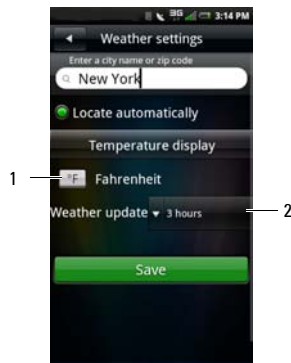 3G 3:14 PM
Weather settings
Enter a city name or zip code
New York
Locate automatically
Temperature display
1 °F Fahrenheit
Weather update 3 hours 2
Save